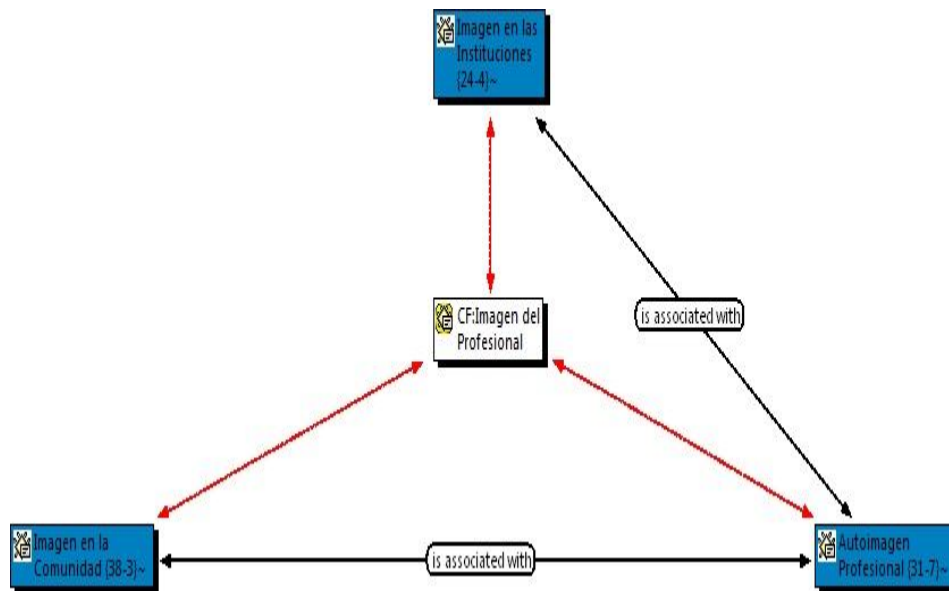 Imagen en las
Instituciones
{24-4}~
CF:Imagen del
Profesional
is associated with
Imagen en la
Comunidad {38-3}~
is associated with
Autoimagen
Profesional {31-7}~